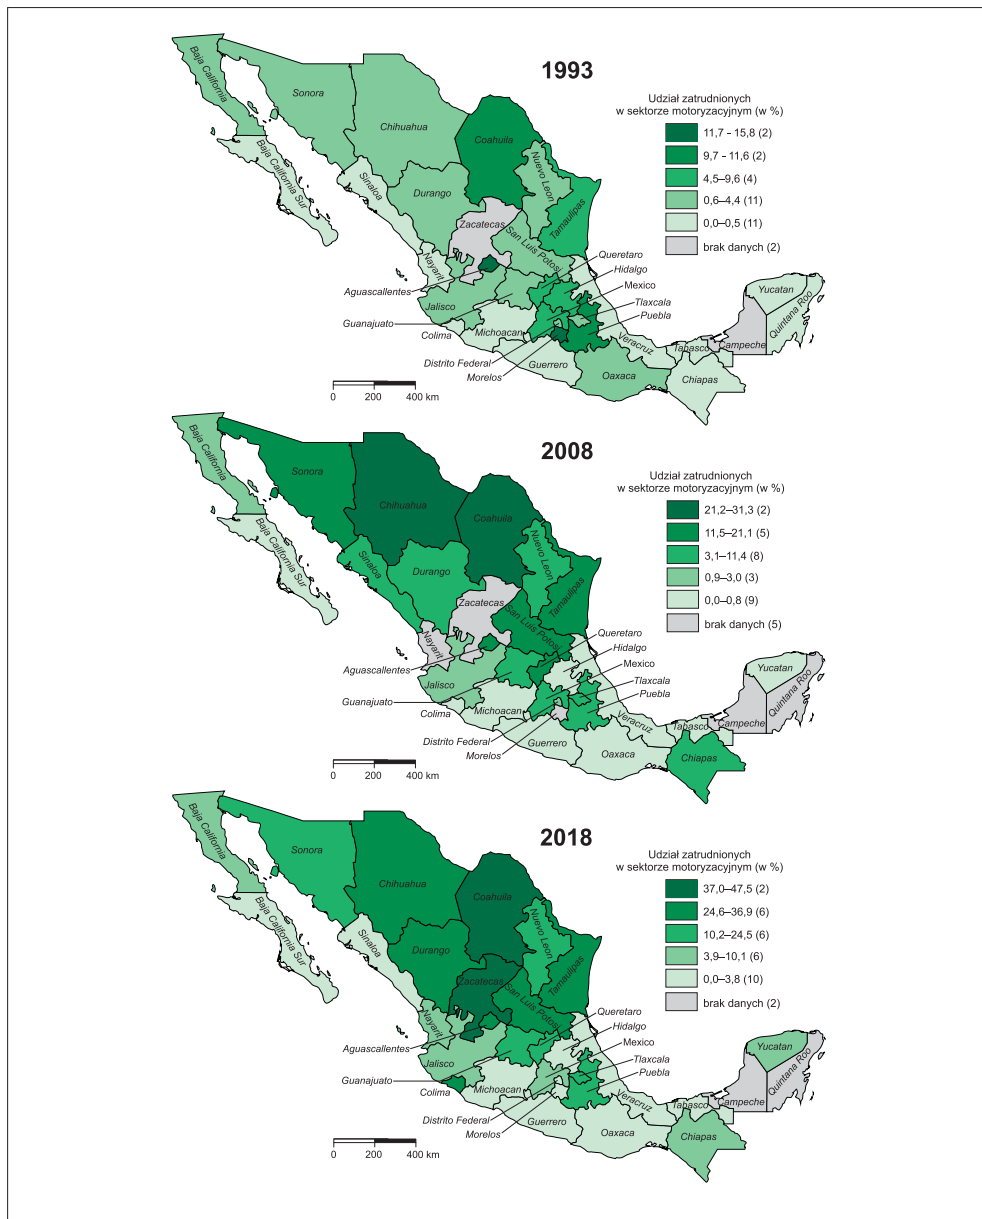 1993
Udział zatrudnionych
w sektorze motoryzacyjnym (w %)
11,7 - 15,8 (2)
9,7 - 11,6 (2)
4,5–9,6 (4)
0,6–4,4 (11)
0,0–0,5 (11)
brak danych (2)
Baja California
Sonora
Chihuahua
Coahuila
Baja California Sur
Sinaloa
Durango
Nuevo Leon
Tamaulipas
Zacatecas
San Luis Potosi
Nayarit
Queretaro
Hidalgo
Mexico
Tlaxcala
Puebla
Aguascallentes
Jalisco
Guanajuato
Colima
Michoacan
Distrito Federal
Morelos
Guerrero
Veracruz
Oaxaca
Tabasco
Campeche
Yucatan
Quintana Roo
Chiapas
0 200 400 km
2008
Udział zatrudnionych
w sektorze motoryzacyjnym (w %)
21,2–31,3 (2)
11,5–21,1 (5)
3,1–11,4 (8)
0,9–3,0 (3)
0,0–0,8 (9)
brak danych (5)
Baja California
Sonora
Chihuahua
Coahuila
Baja California Sur
Sinaloa
Durango
Nuevo Leon
Tamaulipas
Zacatecas
San Luis Potosi
Nayarit
Queretaro
Hidalgo
Mexico
Tlaxcala
Puebla
Aguascallentes
Jalisco
Guanajuato
Colima
Michoacan
Distrito Federal
Morelos
Guerrero
Veracruz
Oaxaca
Tabasco
Campeche
Yucatan
Quintana Roo
Chiapas
0 200 400 km
2018
Udział zatrudnionych
w sektorze motoryzacyjnym (w %)
37,0–47,5 (2)
24,6–36,9 (6)
10,2–24,5 (6)
3,9–10,1 (6)
0,0–3,8 (10)
brak danych (2)
Baja California
Sonora
Chihuahua
Coahuila
Baja California Sur
Sinaloa
Durango
Nuevo Leon
Tamaulipas
Zacatecas
San Luis Potosi
Nayarit
Queretaro
Hidalgo
Mexico
Tlaxcala
Puebla
Aguascallentes
Jalisco
Guanajuato
Colima
Michoacan
Distrito Federal
Morelos
Guerrero
Veracruz
Oaxaca
Tabasco
Campeche
Yucatan
Quintana Roo
Chiapas
0 200 400 km